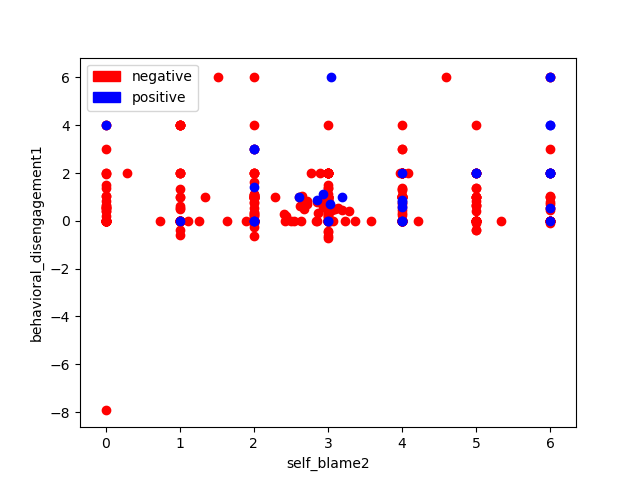 negative
positive
6
4
2
0
−2
−4
−6
−8
behavioral_disengagement1
0 1 2 3 4 5 6
self_blame2